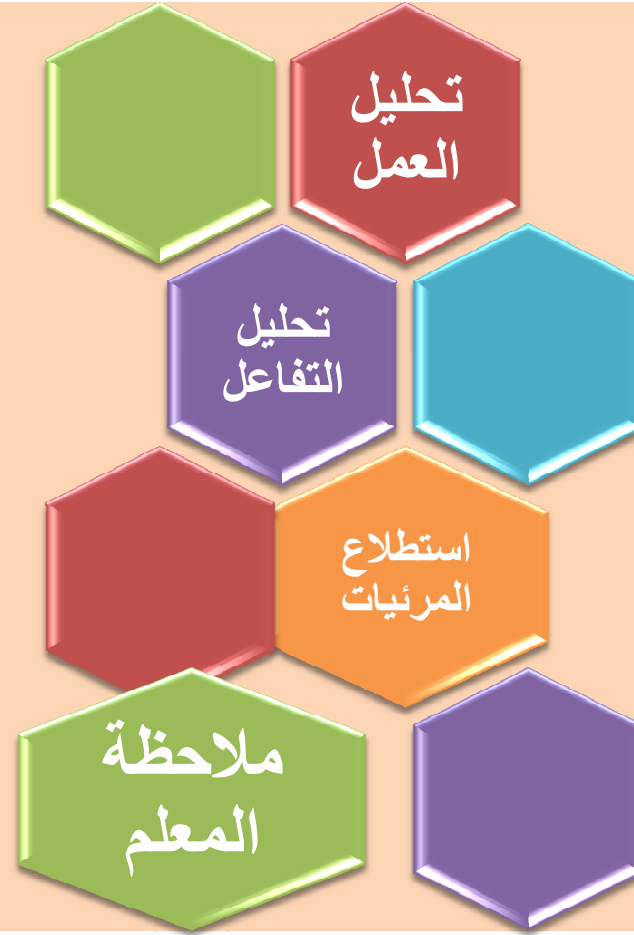 تحليل
العمل
تحليل
التفاعل
استطلاع
المرئيات
ملاحظة
المعلم